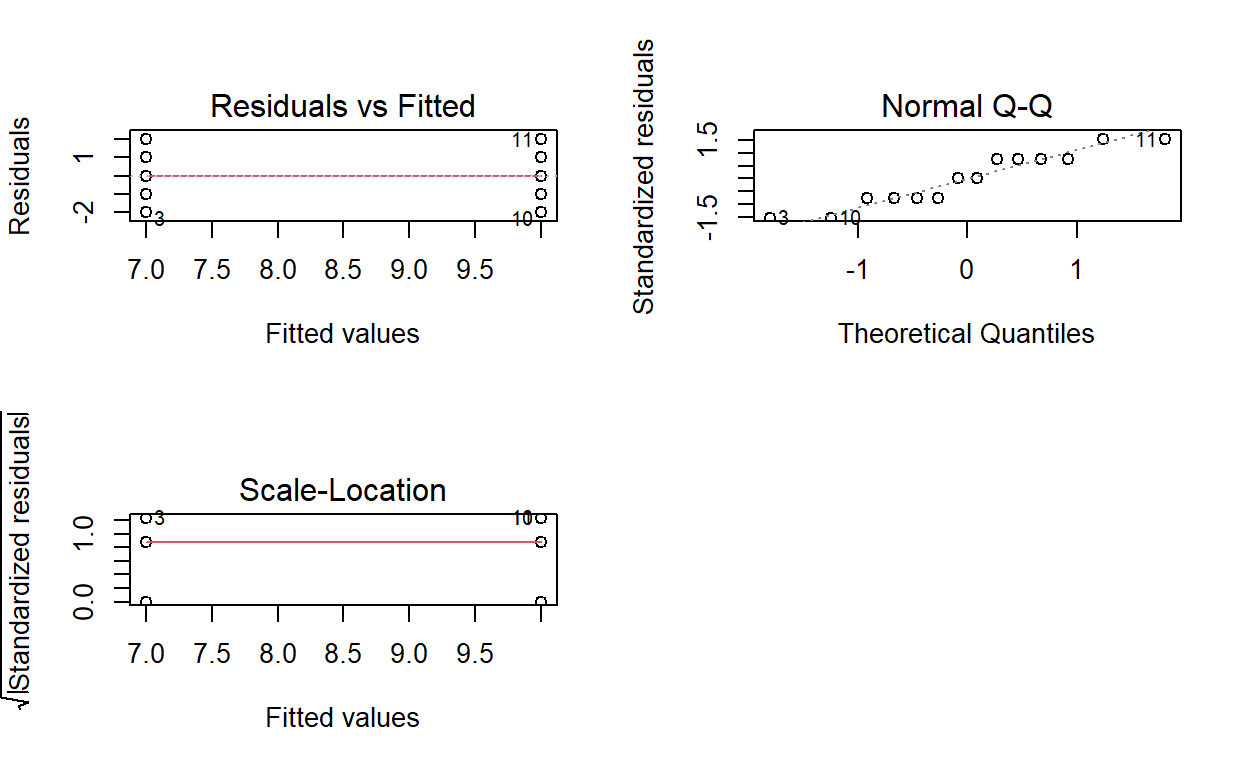 Residuals vs Fitted
Residuals
1
-2
11
3
10
7.0 7.5 8.0 8.5 9.0 9.5
Fitted values
Normal Q-Q
Standardized residuals
1.5
-1.5
11
3
10
-1 0 1
Theoretical Quantiles
Scale-Location
√|Standardized residuals|
1.0
0.0
3
7.0 7.5 8.0 8.5 9.0 9.5
Fitted values